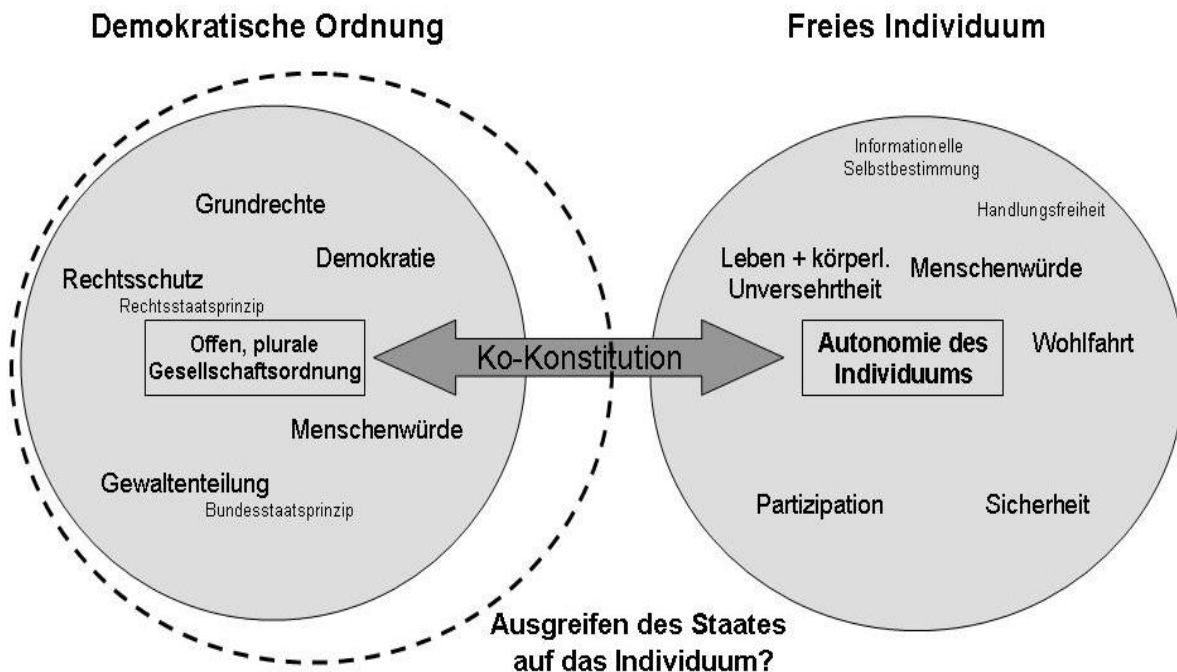 Demokratische Ordnung
Freies Individuum
Grundrechte
Demokratie
Rechtsschutz
Rechtsstaatsprinzip
Offen, plurale
Gesellschaftsordnung
Menschenwürde
Gewaltenteilung
Bundesstaatsprinzip
Ko-Konstitution
Informationelle
Selbstbestimmung
Handlungsfreiheit
Leben + körperl.
Unversehrtheit
Menschenwürde
Autonomie des
Individuums
Wohlfahrt
Partizipation
Sicherheit
Ausgreifen des Staates
auf das Individuum?